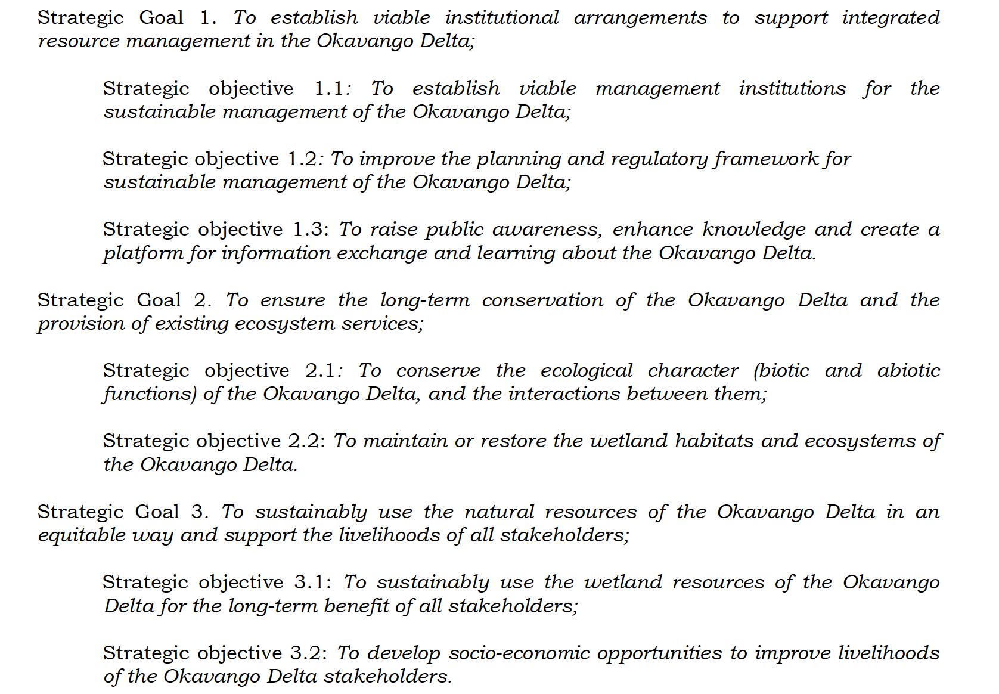 Strategic Goal 1. To establish viable institutional arrangements to support integrated
resource management in the Okavango Delta;
Strategic objective 1.1: To establish viable management institutions for the
sustainable management of the Okavango Delta;
Strategic objective 1.2: To improve the planning and regulatory framework for
sustainable management of the Okavango Delta;
Strategic objective 1.3: To raise public awareness, enhance knowledge and create a
platform for information exchange and learning about the Okavango Delta.
Strategic Goal 2. To ensure the long-term conservation of the Okavango Delta and the
provision of existing ecosystem services;
Strategic objective 2.1: To conserve the ecological character (biotic and abiotic
functions) of the Okavango Delta, and the interactions between them;
Strategic objective 2.2: To maintain or restore the wetland habitats and ecosystems of
the Okavango Delta.
Strategic Goal 3. To sustainably use the natural resources of the Okavango Delta in an
equitable way and support the livelihoods of all stakeholders;
Strategic objective 3.1: To sustainably use the wetland resources of the Okavango
Delta for the long-term benefit of all stakeholders;
Strategic objective 3.2: To develop socio-economic opportunities to improve livelihoods
of the Okavango Delta stakeholders.